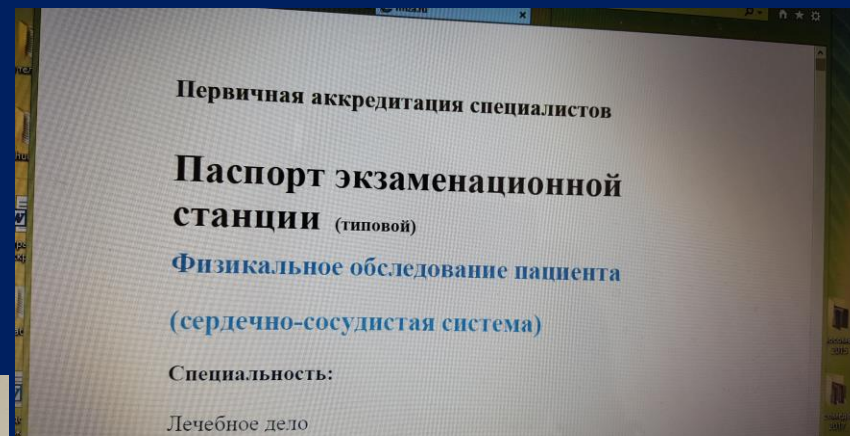 Первичная аккредитация специалистов
Паспорт экзаменационной
станции (типовой)
Физикальное обследование пациента
(сердечно-сосудистая система)
Специальность:
Лечебное дело